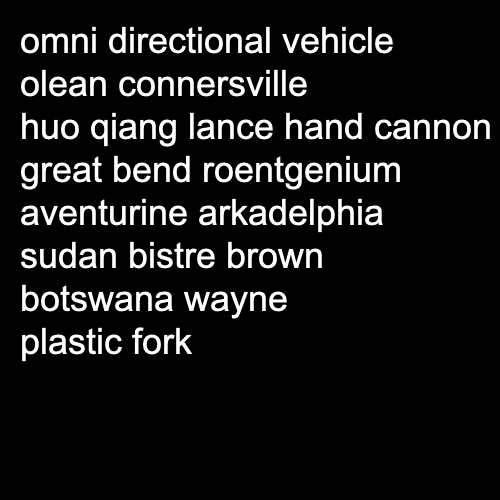 omni directional vehicle
olean connersville
huo qiang lance hand cannon
great bend roentgenium
aventurine arkadelphia
sudan bistre brown
botswana wayne
plastic fork